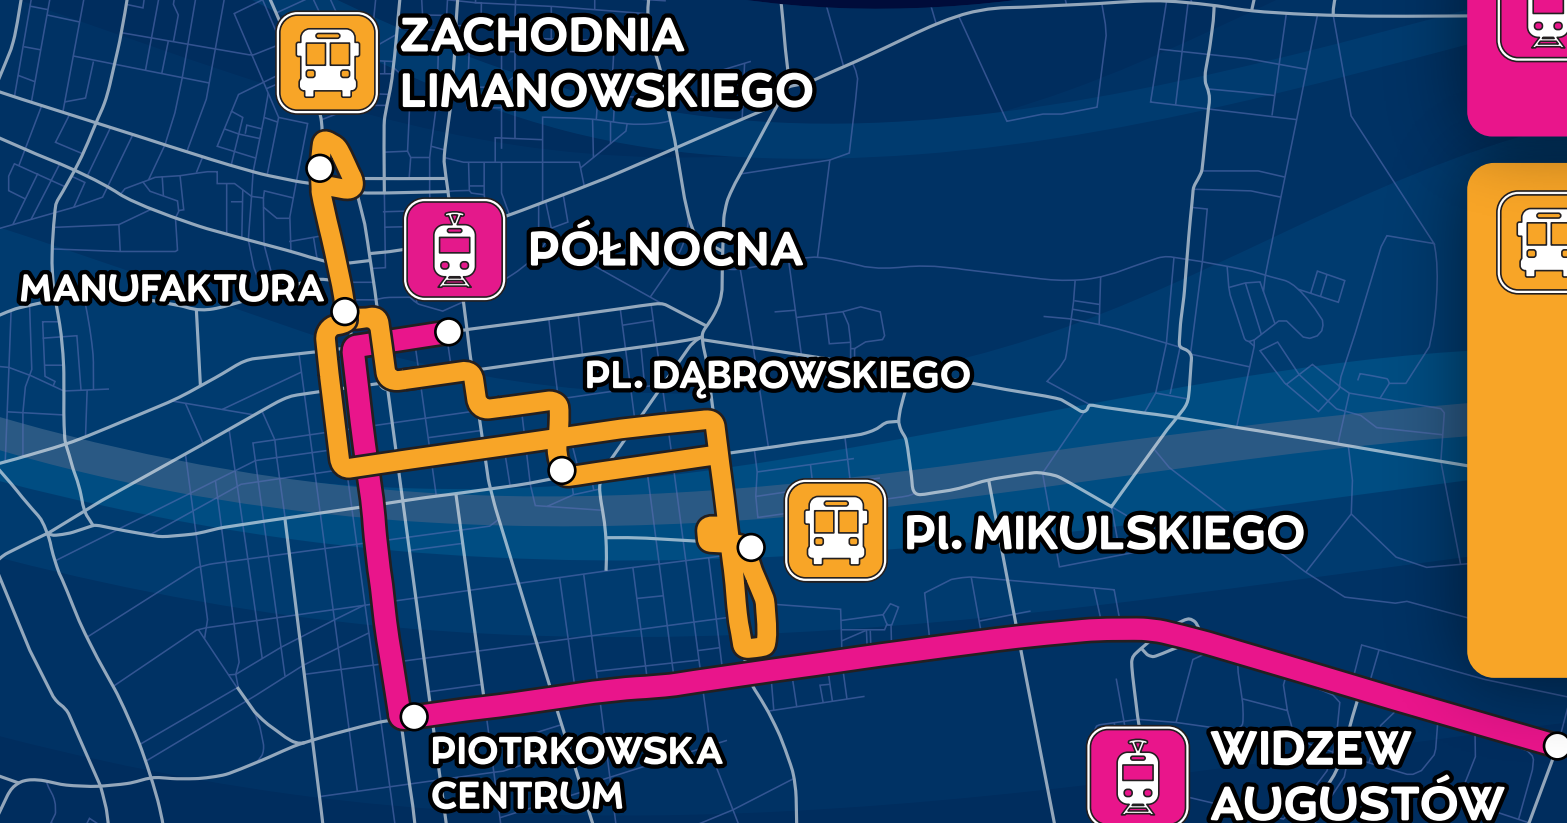 ZACHODNIA
LIMANOWSKIEGO
PÓŁNOCNA
MANUFAKTURA
PL. DĄBROWSKIEGO
Pl. MIKULSKIEGO
PIOTRKOWSKA
CENTRUM
WIDZEW
AUGUSTÓW